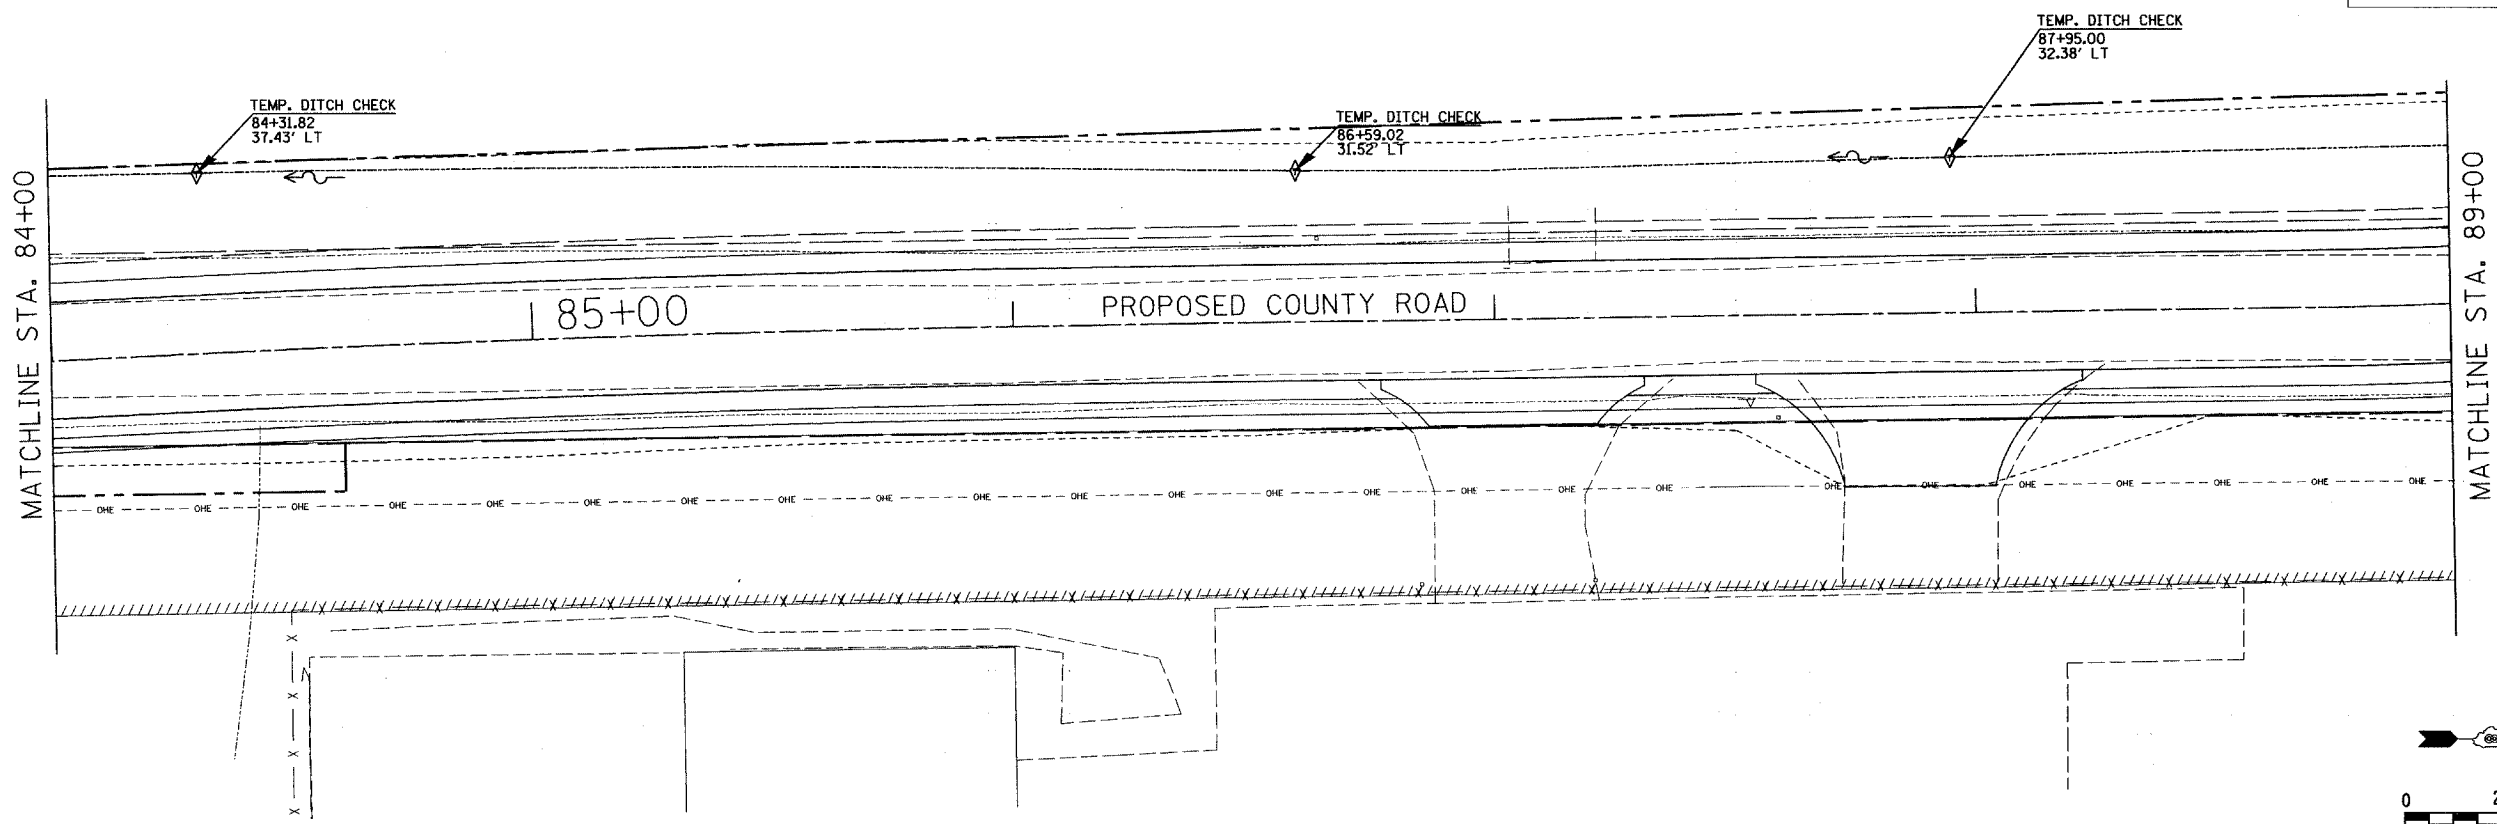 TEMP. DITCH CHECK
87+95.00
32.38' LT
TEMP. DITCH CHECK
84+31.82
37.43' LT
TEMP. DITCH CHECK
86+59.02
31.52' LT
MATCHLINE STA. 84+00
MATCHLINE STA. 89+00
85+00
PROPOSED COUNTY ROAD
OHE OHE OHE OHE OHE OHE OHE OHE OHE OHE OHE OHE OHE OHE OHE OHE OHE OHE OHE OHE OHE OHE OHE OHE OHE
0